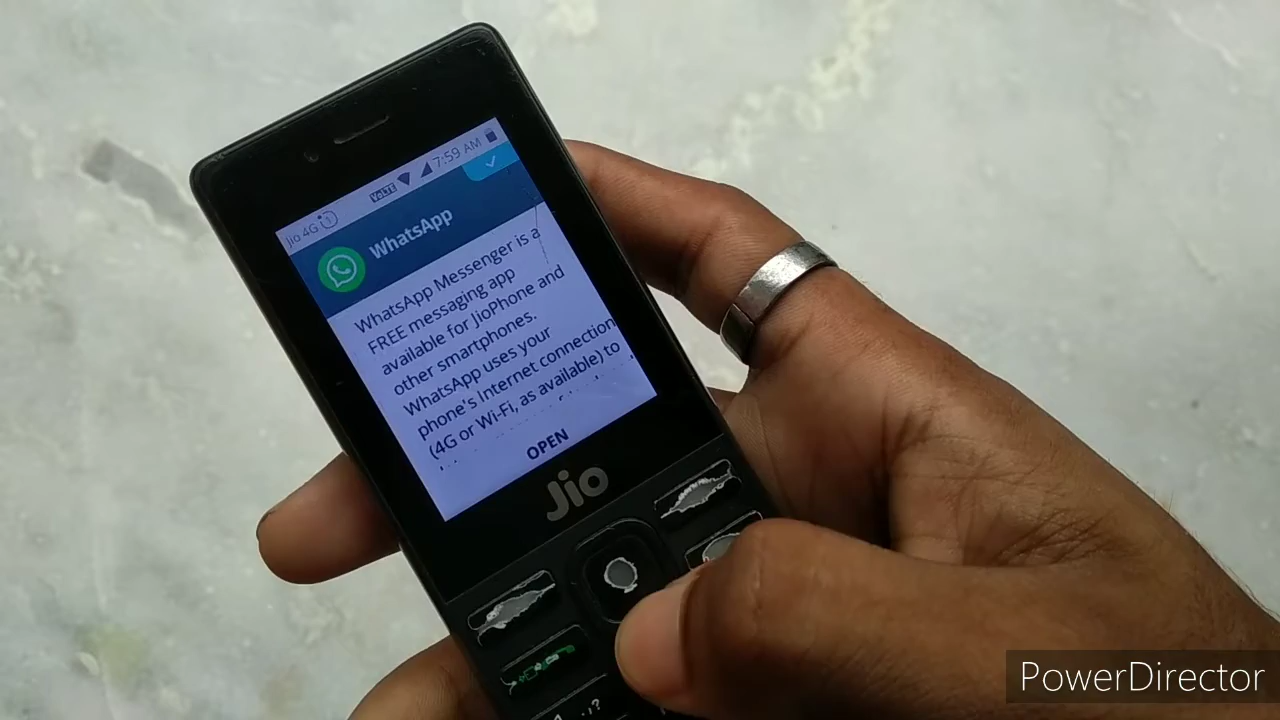 Jio 4G 1 VoLTE 7:59 AM
WhatsApp
WhatsApp Messenger is a
FREE messaging app
available for JioPhone and
other smartphones.
WhatsApp uses your
phone's Internet connection
(4G or Wi-Fi, as available) to
OPEN
Jio
PowerDirector